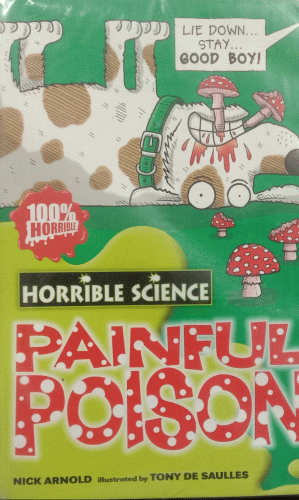 LIE DOWN...
STAY...
GOOD BOY!
100%
HORRIBLE
HORRIBLE SCIENCE
PAINFUL
POISON
NICK ARNOLD illustrated by TONY DE SAULLES